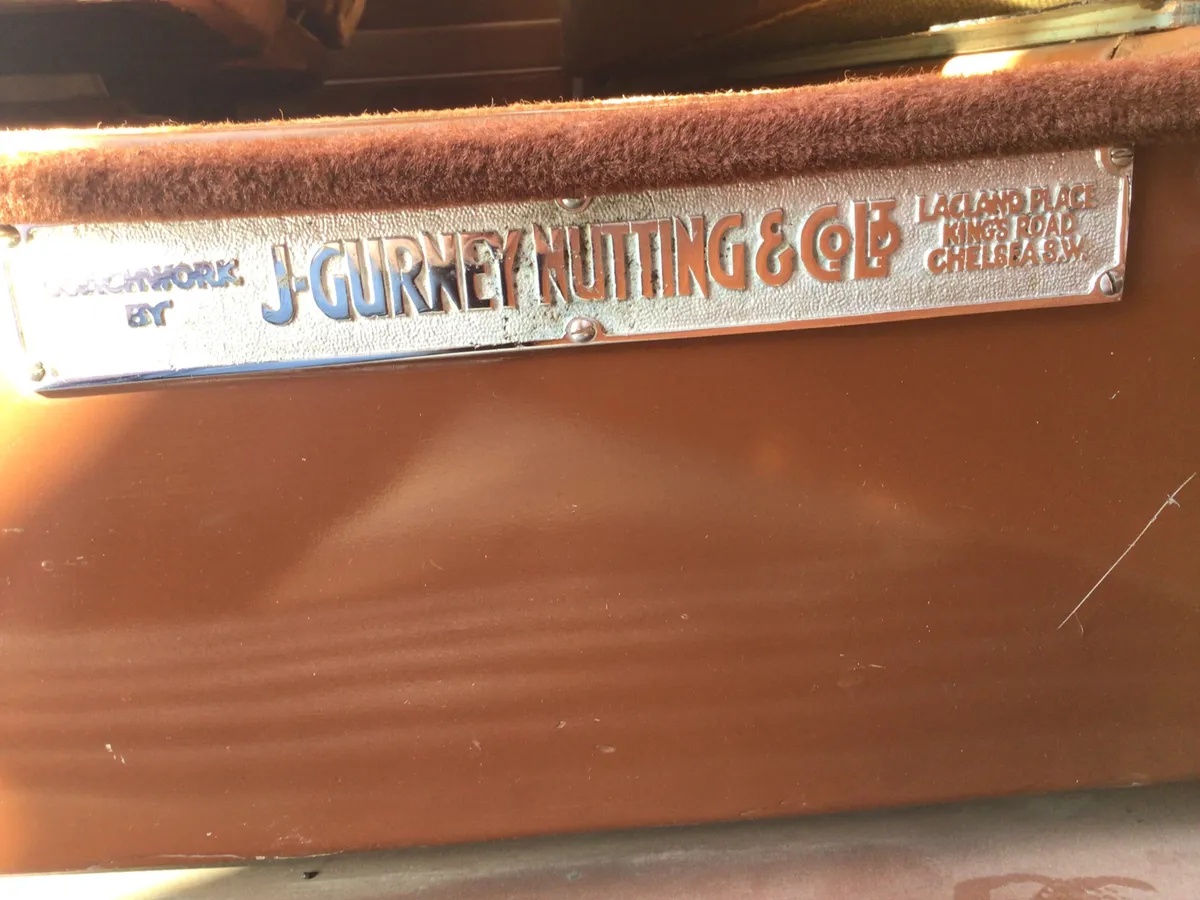 COACHWORK
BY
J. GURNEY NUTTING & CO LTD
LACLAND PLACE
KING'S ROAD
CHELSEA S.W.